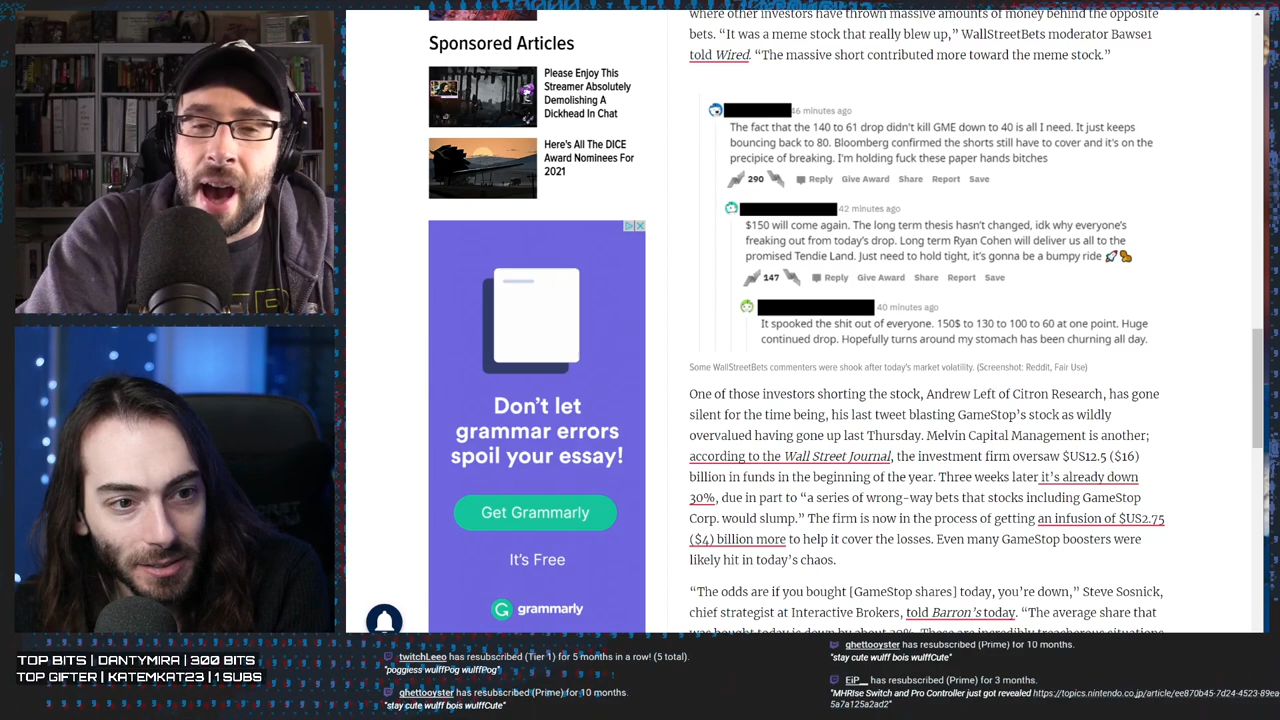 Sponsored Articles
Please Enjoy This
Streamer Absolutely
Demolishing A
Dickhead In Chat
Here's All The DICE
Award Nominees For
2021
Don't let
grammar errors
spoil your essay!
Get Grammarly
It's Free
grammarly
where other investors have thrown massive amounts of money behind the opposite
bets. “It was a meme stock that really blew up,” WallStreetBets moderator Bawse1
told Wired. “The massive short contributed more toward the meme stock.”
46 minutes ago
The fact that the 140 to 61 drop didn't kill GME down to 40 is all I need. It just keeps
bouncing back to 80. Bloomberg confirmed the shorts still have to cover and it's on the
precipice of breaking. I'm holding fuck these paper hands bitches
290 Reply Give Award Share Report Save
42 minutes ago
$150 will come again. The long term thesis hasn't changed, idk why everyone's
freaking out from today's drop. Long term Ryan Cohen will deliver us all to the
promised Tendie Land. Just need to hold tight, it's gonna be a bumpy ride 🚀🍗
147 Reply Give Award Share Report Save
40 minutes ago
It spooked the shit out of everyone. 150$ to 130 to 100 to 60 at one point. Huge
continued drop. Hopefully turns around my stomach has been churning all day.
Some WallStreetBets commenters were shook after today's market volatility. (Screenshot: Reddit, Fair Use)
One of those investors shorting the stock, Andrew Left of Citron Research, has gone
silent for the time being, his last tweet blasting GameStop's stock as wildly
overvalued having gone up last Thursday. Melvin Capital Management is another;
according to the Wall Street Journal, the investment firm oversaw $US12.5 ($16)
billion in funds in the beginning of the year. Three weeks later it's already down
30%, due in part to “a series of wrong-way bets that stocks including GameStop
Corp. would slump.” The firm is now in the process of getting an infusion of $US2.75
($4) billion more to help it cover the losses. Even many GameStop boosters were
likely hit in today's chaos.
“The odds are if you bought [GameStop shares] today, you're down,” Steve Sosnick,
chief strategist at Interactive Brokers, told Barron's today. “The average share that
TOP BITS | DANTYMIRA | 300 BITS
TOP GIFTER | KATEMKAT23 | 1 SUBS
twitchLeeo has resubscribed (Tier 1) for 5 months in a row! (5 total).
"poggiess wulffPog wulffPog"
ghettooyster has resubscribed (Prime) for 10 months.
"stay cute wulff bois wulffCute"
ghettooyster has resubscribed (Prime) for 10 months.
"stay cute wulff bois wulffCute"
EiP__ has resubscribed (Prime) for 3 months.
"MHRise Switch and Pro Controller just got revealed https://topics.nintendo.co.jp/article/ee870b45-7d24-4523-89ea
5a7a125a2ad2"